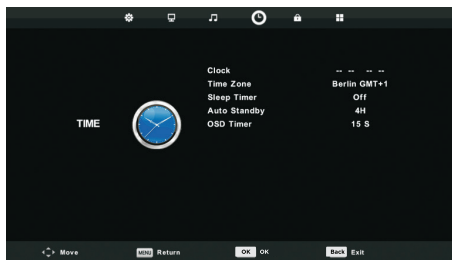 Clock -- -- -- --
Time Zone Berlin GMT+1
Sleep Timer Off
Auto Standby 4H
TIME
OSD Timer 15 S
Move MENU Return OK OK Back Exit